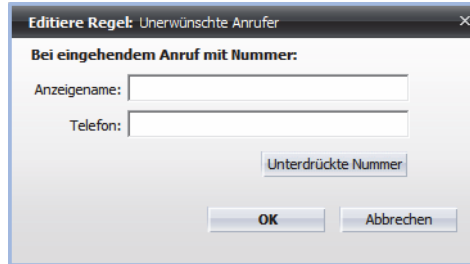 Editiere Regel: Unerwünschte Anrufer
Bei eingehendem Anruf mit Nummer:
Anzeigename:
Telefon:
Unterdrückte Nummer
OK Abbrechen